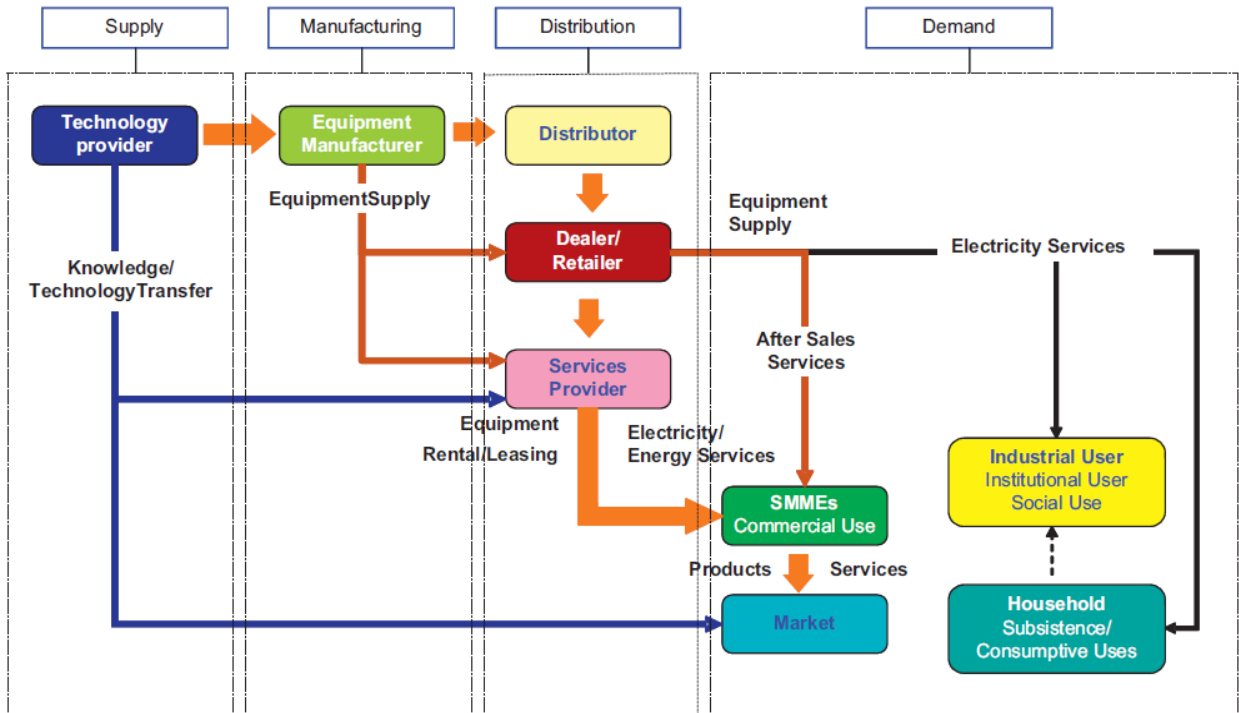 Supply
Manufacturing
Distribution
Demand
Technology
provider
Equipment
Manufacturer
Distributor
EquipmentSupply
Equipment
Supply
Dealer/
Retailer
Electricity Services
Knowledge/
TechnologyTransfer
After Sales
Services
Services
Provider
Equipment
Rental/Leasing
Electricity/
Energy Services
Industrial User
Institutional User
Social Use
SMMEs
Commercial Use
Products
Services
Market
Household
Subsistence/
Consumptive Uses